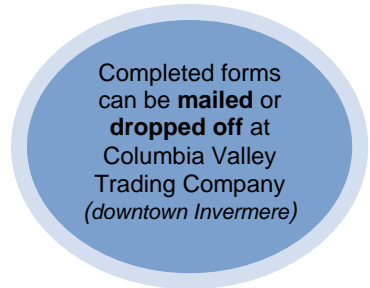 Completed forms
can be mailed or
dropped off at
Columbia Valley
Trading Company
(downtown Invermere)